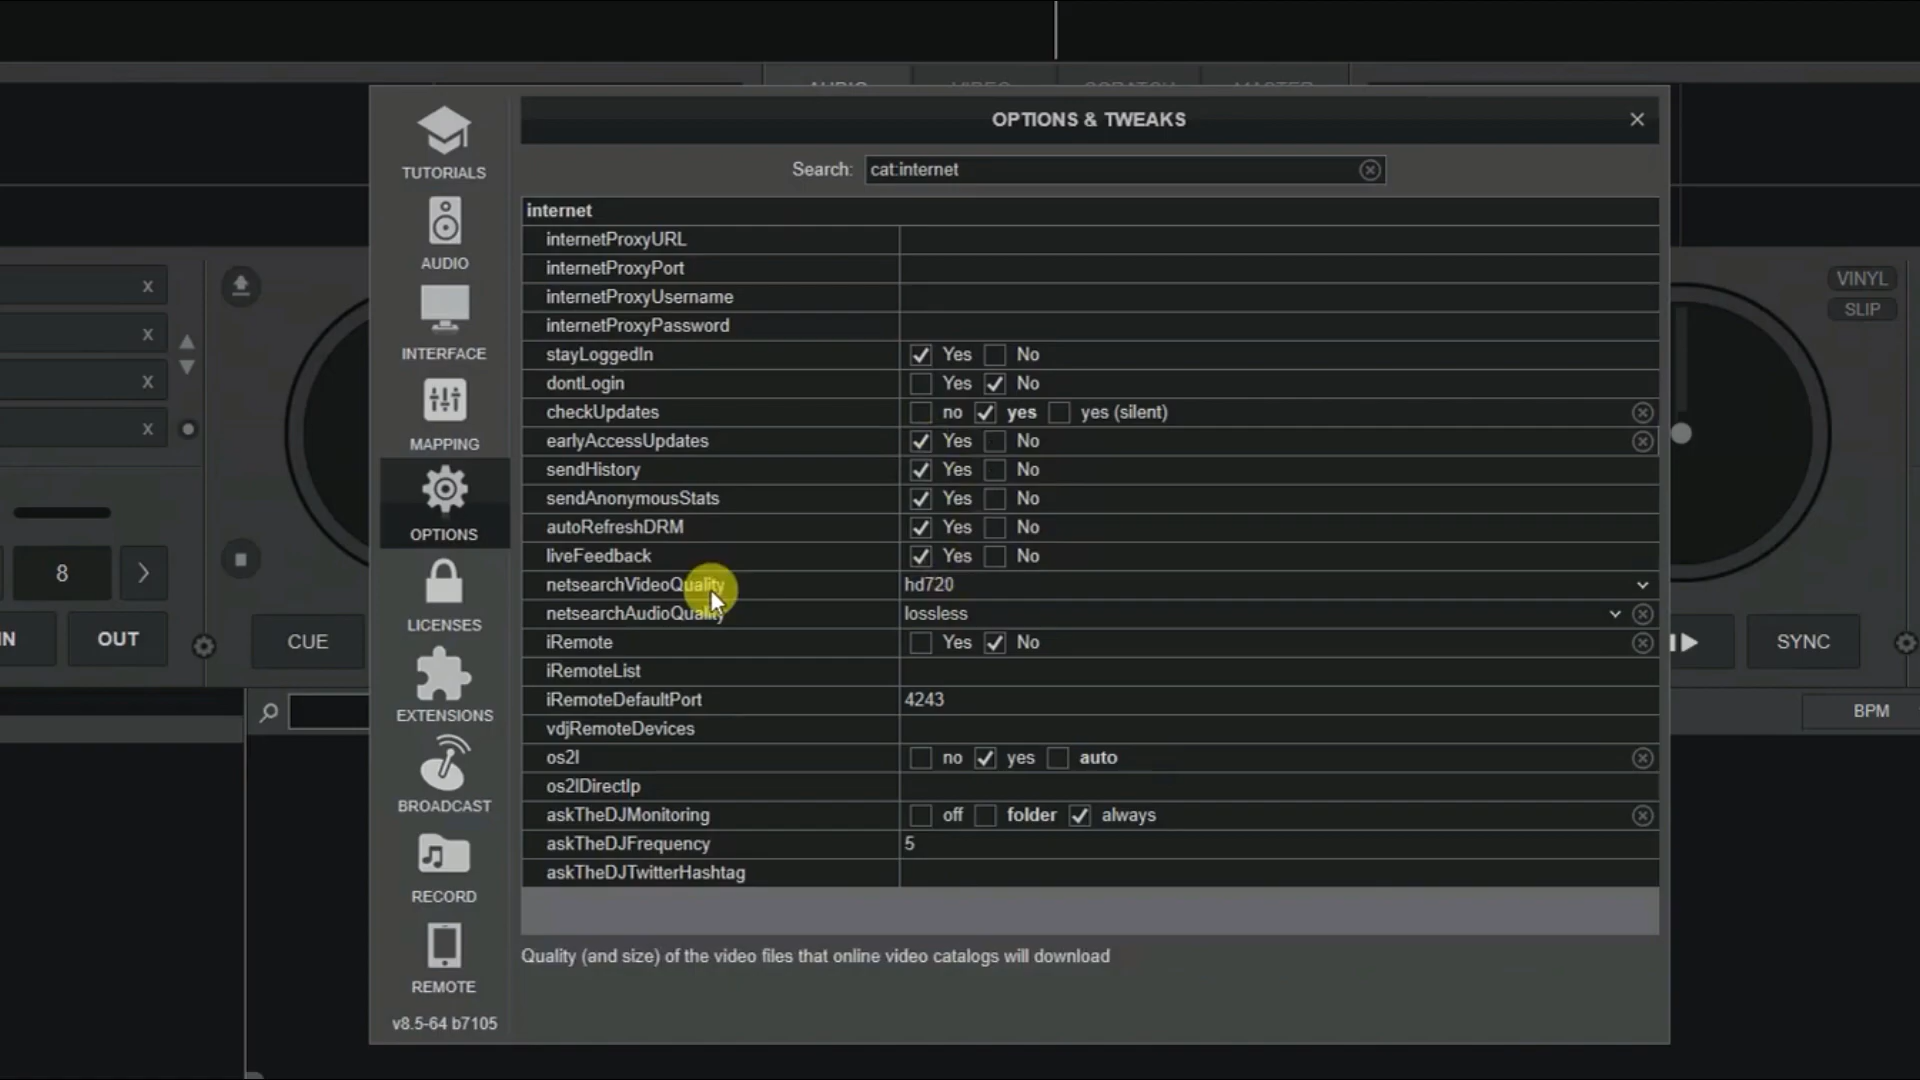 OPTIONS & TWEAKS
Search: cat:internet
TUTORIALS
AUDIO
INTERFACE
MAPPING
OPTIONS
LICENSES
EXTENSIONS
BROADCAST
RECORD
REMOTE
v8.5-64 b7105
internet
internetProxyURL
internetProxyPort
internetProxyUsername
internetProxyPassword
stayLoggedIn Yes No
dontLogin Yes No
checkUpdates no yes yes (silent)
earlyAccessUpdates Yes No
sendHistory Yes No
sendAnonymousStats Yes No
autoRefreshDRM Yes No
liveFeedback Yes No
netsearchVideoQuality hd720
netsearchAudioQuality lossless
iRemote Yes No
iRemoteList
iRemoteDefaultPort 4243
vdjRemoteDevices
os2l no yes auto
os2lDirectIp
askTheDJMonitoring off folder always
askTheDJFrequency 5
askTheDJTwitterHashtag
Quality (and size) of the video files that online video catalogs will download
x
x
x
x
8
IN OUT
CUE
VINYL
SLIP
SYNC
BPM